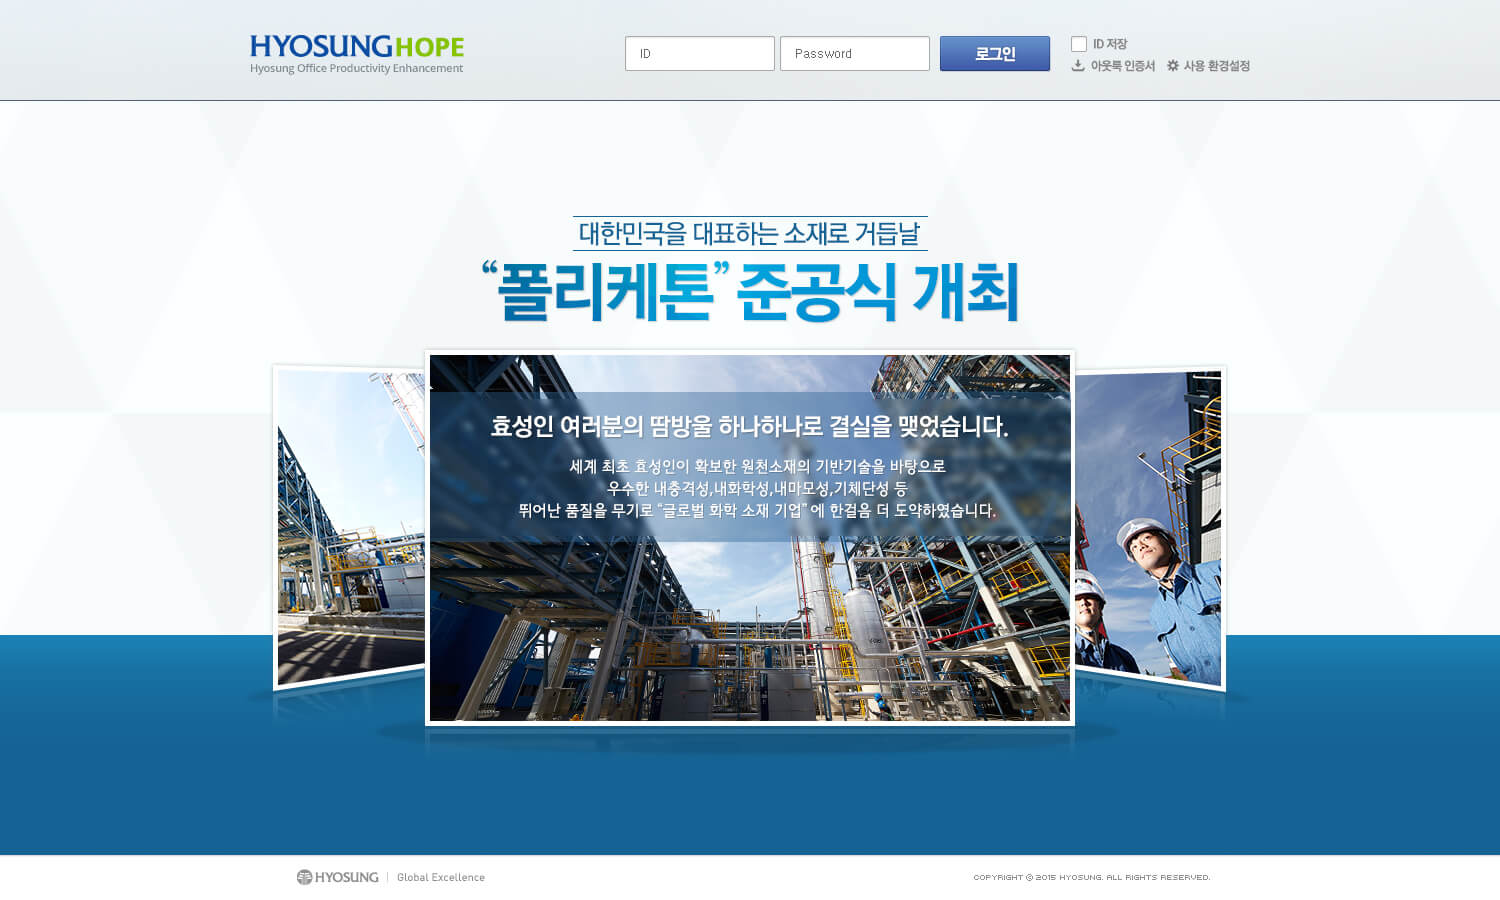 HYOSUNG HOPE
Hyosung Office Productivity Enhancement
ID
Password
로그인
ID 저장
아웃룩 인증서
사용 환경설정
대한민국을 대표하는 소재로 거듭날
“폴리케톤” 준공식 개최
효성인 여러분의 땀방울 하나하나로 결실을 맺었습니다.
세계 최초 효성인이 확보한 원천소재의 기반기술을 바탕으로
우수한 내충격성,내화학성,내마모성,기체단성 등
뛰어난 품질을 무기로 “글로벌 화학 소재 기업” 에 한걸음 더 도약하였습니다.
HYOSUNG
Global Excellence
COPYRIGHT © 2015 HYOSUNG. ALL RIGHTS RESERVED.